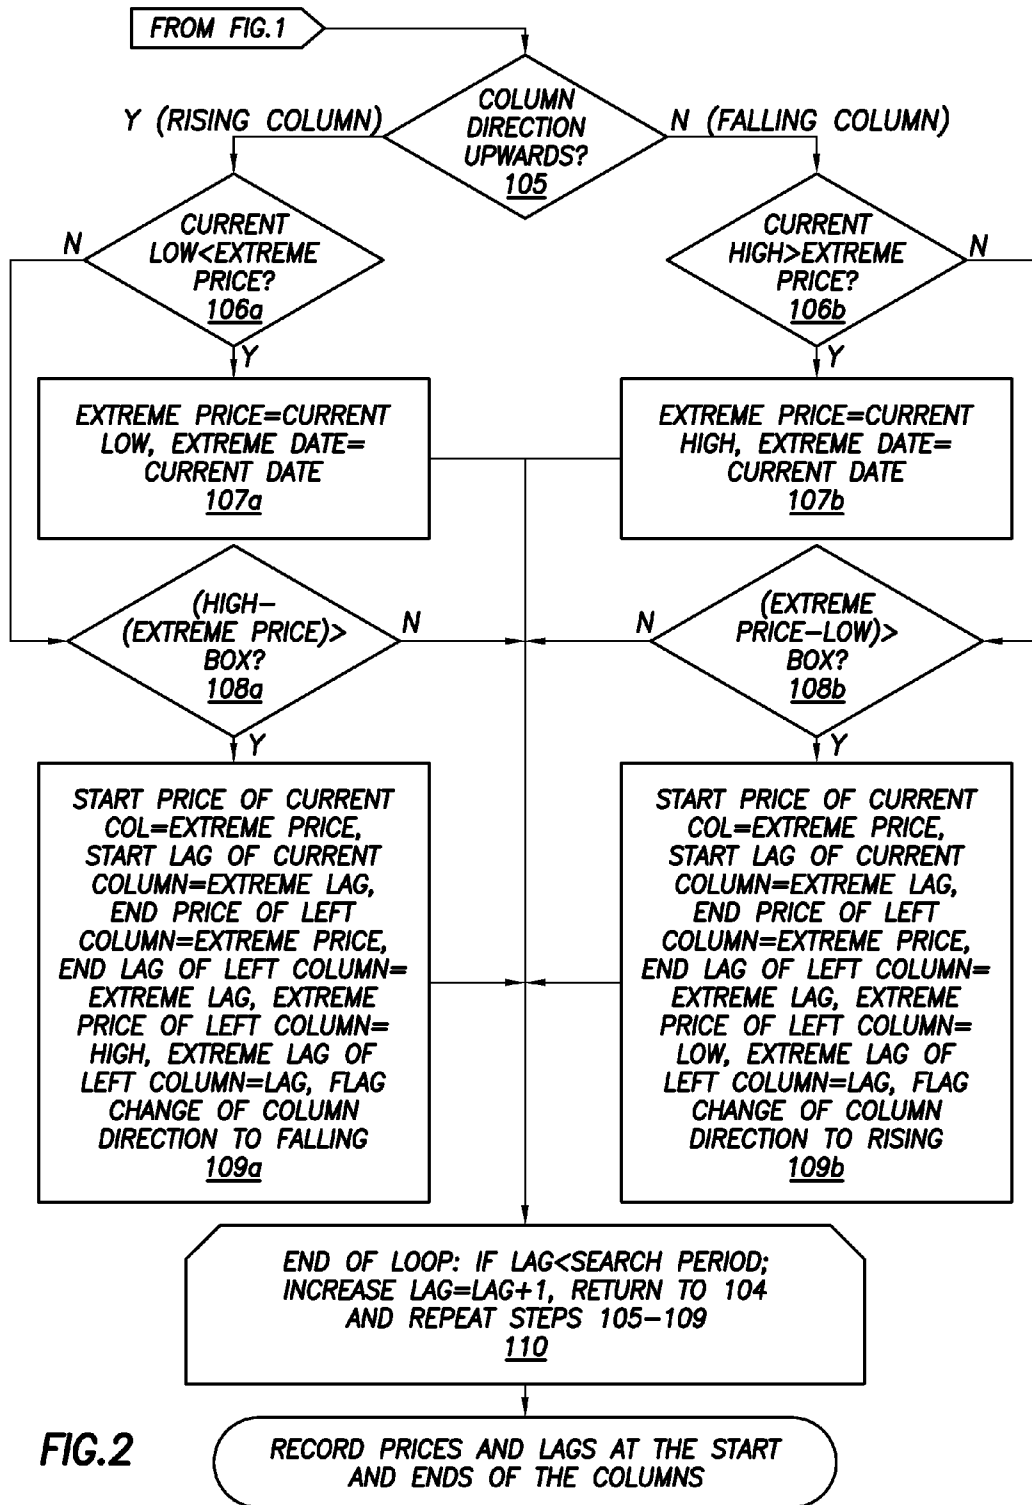 FROM FIG.1
COLUMN
DIRECTION
UPWARDS?
105
Y (RISING COLUMN)
N (FALLING COLUMN)
CURRENT
LOW<EXTREME
PRICE?
106a
N
Y
CURRENT
HIGH>EXTREME
PRICE?
106b
N
Y
EXTREME PRICE=CURRENT
LOW, EXTREME DATE=
CURRENT DATE
107a
EXTREME PRICE=CURRENT
HIGH, EXTREME DATE=
CURRENT DATE
107b
(HIGH-
(EXTREME PRICE)>
BOX?
108a
N
Y
(EXTREME
PRICE-LOW)>
BOX?
108b
N
Y
START PRICE OF CURRENT
COL=EXTREME PRICE,
START LAG OF CURRENT
COLUMN=EXTREME LAG,
END PRICE OF LEFT
COLUMN=EXTREME PRICE,
END LAG OF LEFT COLUMN=
EXTREME LAG, EXTREME
PRICE OF LEFT COLUMN=
HIGH, EXTREME LAG OF
LEFT COLUMN=LAG, FLAG
CHANGE OF COLUMN
DIRECTION TO FALLING
109a
START PRICE OF CURRENT
COL=EXTREME PRICE,
START LAG OF CURRENT
COLUMN=EXTREME LAG,
END PRICE OF LEFT
COLUMN=EXTREME PRICE,
END LAG OF LEFT COLUMN=
EXTREME LAG, EXTREME
PRICE OF LEFT COLUMN=
LOW, EXTREME LAG OF
LEFT COLUMN=LAG, FLAG
CHANGE OF COLUMN
DIRECTION TO RISING
109b
END OF LOOP: IF LAG<SEARCH PERIOD;
INCREASE LAG=LAG+1, RETURN TO 104
AND REPEAT STEPS 105-109
110
RECORD PRICES AND LAGS AT THE START
AND ENDS OF THE COLUMNS
FIG.2